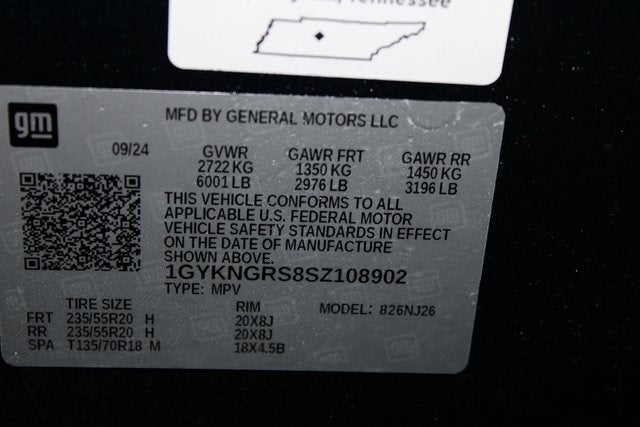 Tennessee
gm
MFD BY GENERAL MOTORS LLC
09/24 GVWR GAWR FRT GAWR RR
2722 KG 1350 KG 1450 KG
6001 LB 2976 LB 3196 LB
THIS VEHICLE CONFORMS TO ALL
APPLICABLE U.S. FEDERAL MOTOR
VEHICLE SAFETY STANDARDS IN EFFECT
ON THE DATE OF MANUFACTURE
SHOWN ABOVE.
1GYKNGRS8SZ108902
TYPE: MPV
TIRE SIZE RIM MODEL: 826NJ26
FRT 235/55R20 H 20X8J
RR 235/55R20 H 20X8J
SPA T135/70R18 M 18X4.5B